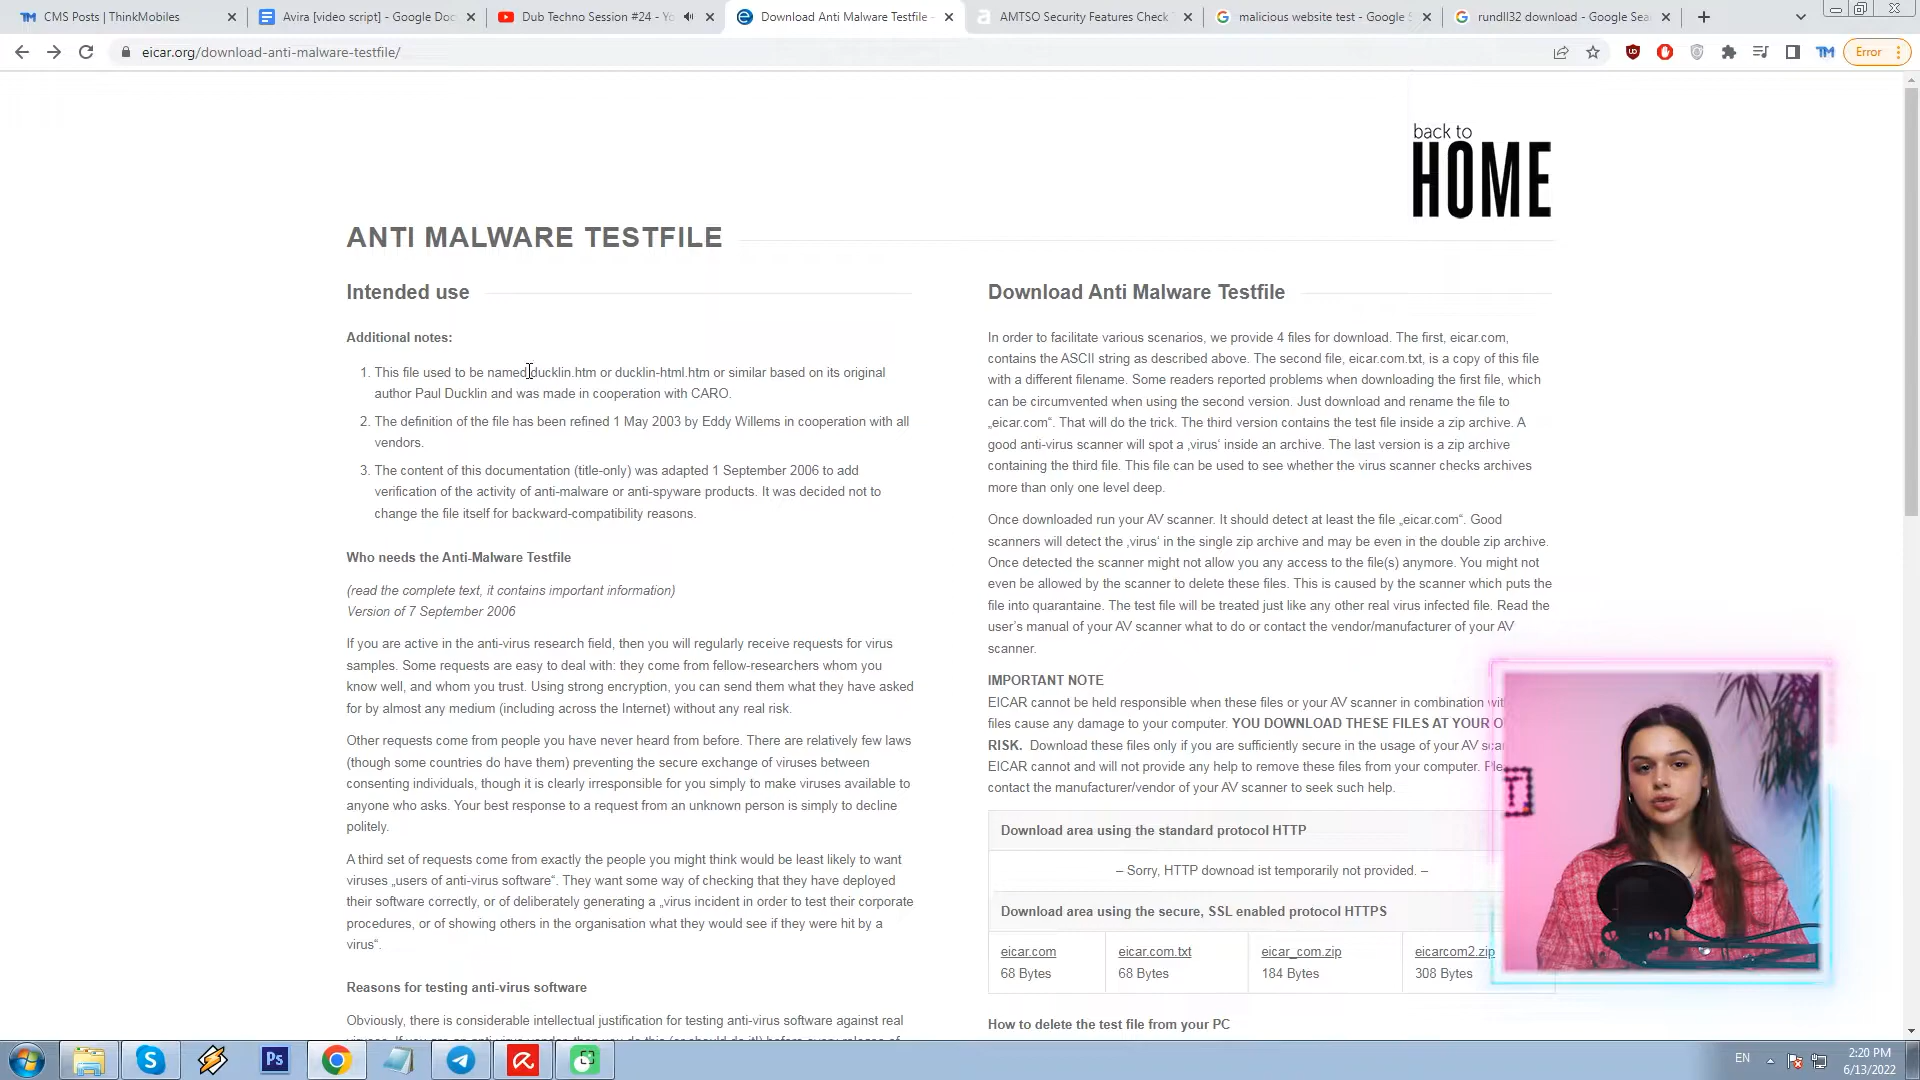 CMS Posts | ThinkMobiles
Avira [video script] - Google Doc
Dub Techno Session #24 - Yo
Download Anti Malware Testfile -
AMTSO Security Features Check
malicious website test - Google S
rundll32 download - Google Sea
eicar.org/download-anti-malware-testfile/
TM
Error
back to
HOME
ANTI MALWARE TESTFILE
Intended use
Additional notes:
1. This file used to be named ducklin.htm or ducklin-html.htm or similar based on its original
author Paul Ducklin and was made in cooperation with CARO.
2. The definition of the file has been refined 1 May 2003 by Eddy Willems in cooperation with all
vendors.
3. The content of this documentation (title-only) was adapted 1 September 2006 to add
verification of the activity of anti-malware or anti-spyware products. It was decided not to
change the file itself for backward-compatibility reasons.
Who needs the Anti-Malware Testfile
(read the complete text, it contains important information)
Version of 7 September 2006
If you are active in the anti-virus research field, then you will regularly receive requests for virus
samples. Some requests are easy to deal with: they come from fellow-researchers whom you
know well, and whom you trust. Using strong encryption, you can send them what they have asked
for by almost any medium (including across the Internet) without any real risk.
Other requests come from people you have never heard from before. There are relatively few laws
(though some countries do have them) preventing the secure exchange of viruses between
consenting individuals, though it is clearly irresponsible for you simply to make viruses available to
anyone who asks. Your best response to a request from an unknown person is simply to decline
politely.
A third set of requests come from exactly the people you might think would be least likely to want
viruses „users of anti-virus software“. They want some way of checking that they have deployed
their software correctly, or of deliberately generating a „virus incident in order to test their corporate
procedures, or of showing others in the organisation what they would see if they were hit by a
virus“.
Reasons for testing anti-virus software
Obviously, there is considerable intellectual justification for testing anti-virus software against real
Download Anti Malware Testfile
In order to facilitate various scenarios, we provide 4 files for download. The first, eicar.com,
contains the ASCII string as described above. The second file, eicar.com.txt, is a copy of this file
with a different filename. Some readers reported problems when downloading the first file, which
can be circumvented when using the second version. Just download and rename the file to
„eicar.com“. That will do the trick. The third version contains the test file inside a zip archive. A
good anti-virus scanner will spot a ‚virus‘ inside an archive. The last version is a zip archive
containing the third file. This file can be used to see whether the virus scanner checks archives
more than only one level deep.
Once downloaded run your AV scanner. It should detect at least the file „eicar.com“. Good
scanners will detect the ‚virus‘ in the single zip archive and may be even in the double zip archive.
Once detected the scanner might not allow you any access to the file(s) anymore. You might not
even be allowed by the scanner to delete these files. This is caused by the scanner which puts the
file into quarantaine. The test file will be treated just like any other real virus infected file. Read the
user's manual of your AV scanner what to do or contact the vendor/manufacturer of your AV
scanner.
IMPORTANT NOTE
EICAR cannot be held responsible when these files or your AV scanner in combination wit
files cause any damage to your computer. YOU DOWNLOAD THESE FILES AT YOUR O
RISK. Download these files only if you are sufficiently secure in the usage of your AV sca
EICAR cannot and will not provide any help to remove these files from your computer. Ple
contact the manufacturer/vendor of your AV scanner to seek such help.
Download area using the standard protocol HTTP
– Sorry, HTTP downoad ist temporarily not provided. –
Download area using the secure, SSL enabled protocol HTTPS
eicar.com eicar.com.txt eicar_com.zip eicarcom2.zip
68 Bytes 68 Bytes 184 Bytes 308 Bytes
How to delete the test file from your PC
Ps
EN
2:20 PM
6/13/2022